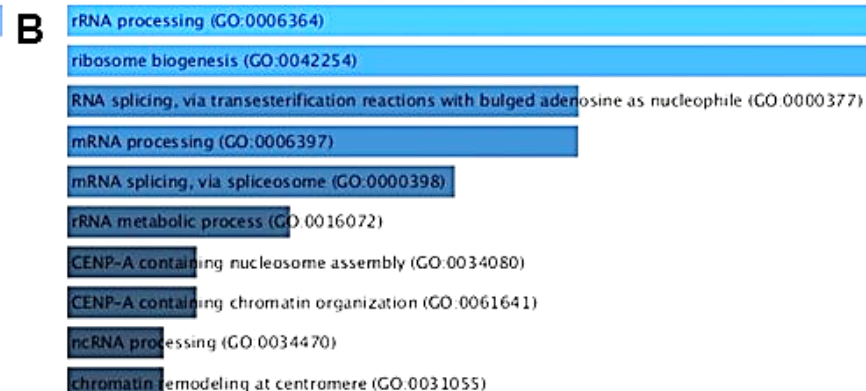 B
rRNA processing (GO:0006364)
ribosome biogenesis (GO:0042254)
RNA splicing, via transesterification reactions with bulged adenosine as nucleophile (GO:0000377)
mRNA processing (GO:0006397)
mRNA splicing, via spliceosome (GO:0000398)
rRNA metabolic process (GO:0016072)
CENP-A containing nucleosome assembly (GO:0034080)
CENP-A containing chromatin organization (GO:0061641)
ncRNA processing (GO:0034470)
chromatin remodeling at centromere (GO:0031055)